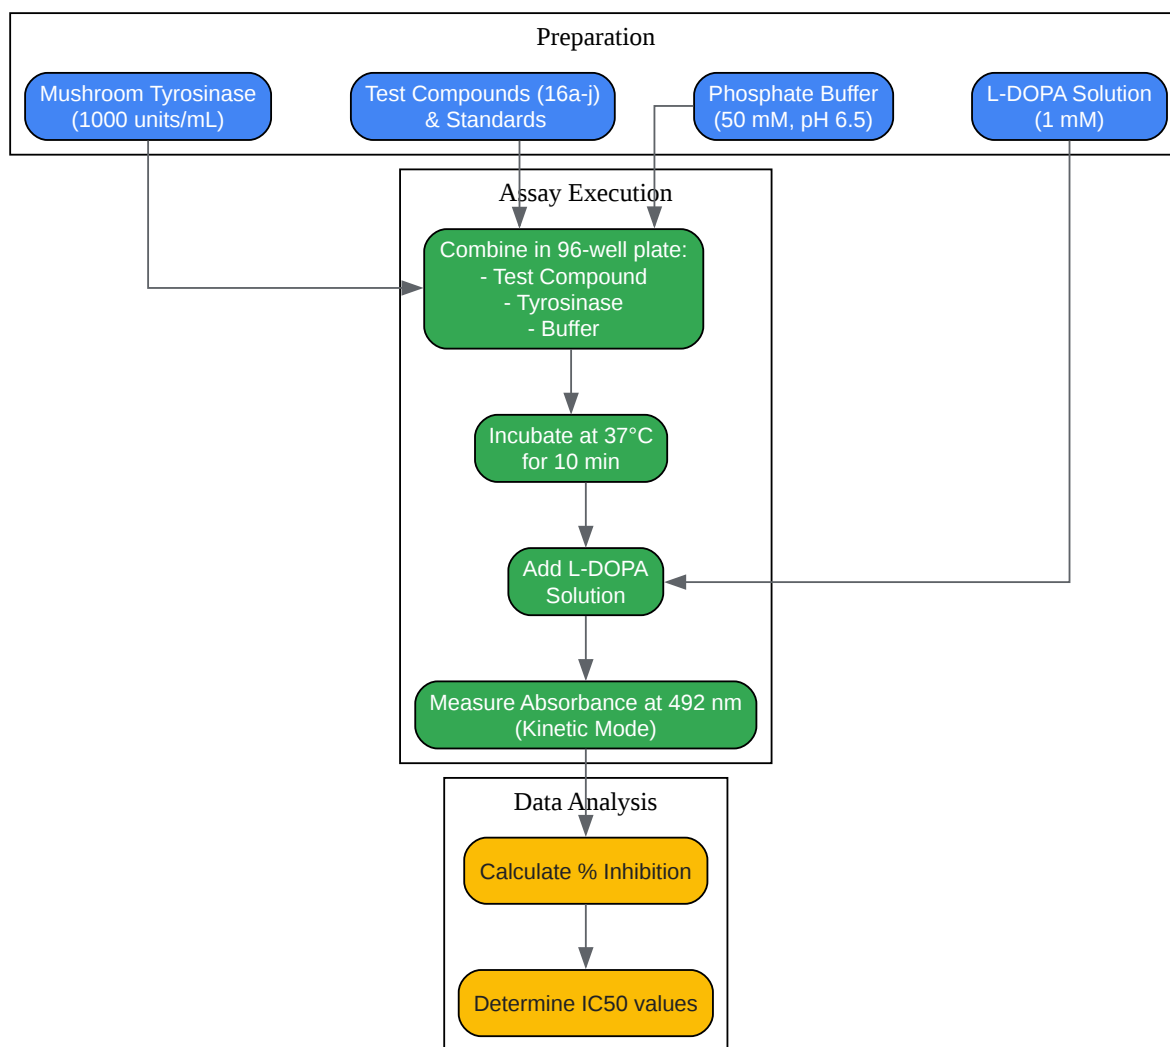 Preparation
Mushroom Tyrosinase
(1000 units/mL)
Test Compounds (16a-j)
& Standards
Phosphate Buffer
(50 mM, pH 6.5)
L-DOPA Solution
(1 mM)
Assay Execution
Combine in 96-well plate:
- Test Compound
- Tyrosinase
- Buffer
Incubate at 37°C
for 10 min
Add L-DOPA
Solution
Measure Absorbance at 492 nm
(Kinetic Mode)
Data Analysis
Calculate % Inhibition
Determine IC50 values